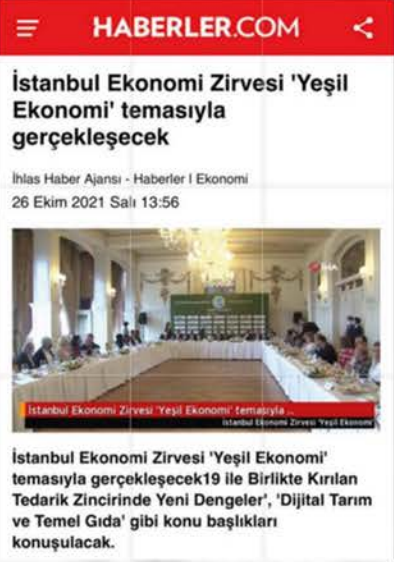 HABERLER.COM
İstanbul Ekonomi Zirvesi 'Yeşil
Ekonomi' temasıyla
gerçekleşecek
İhlas Haber Ajansı - Haberler | Ekonomi
26 Ekim 2021 Salı 13:56
İHA
İstanbul Ekonomi Zirvesi 'Yeşil Ekonomi' temasıyla ...
İstanbul Ekonomi Zirvesi 'Yeşil Ekonomi
İstanbul Ekonomi Zirvesi 'Yeşil Ekonomi'
temasıyla gerçekleşecek19 ile Birlikte Kırılan
Tedarik Zincirinde Yeni Dengeler', 'Dijital Tarım
ve Temel Gıda' gibi konu başlıkları
konuşulacak.